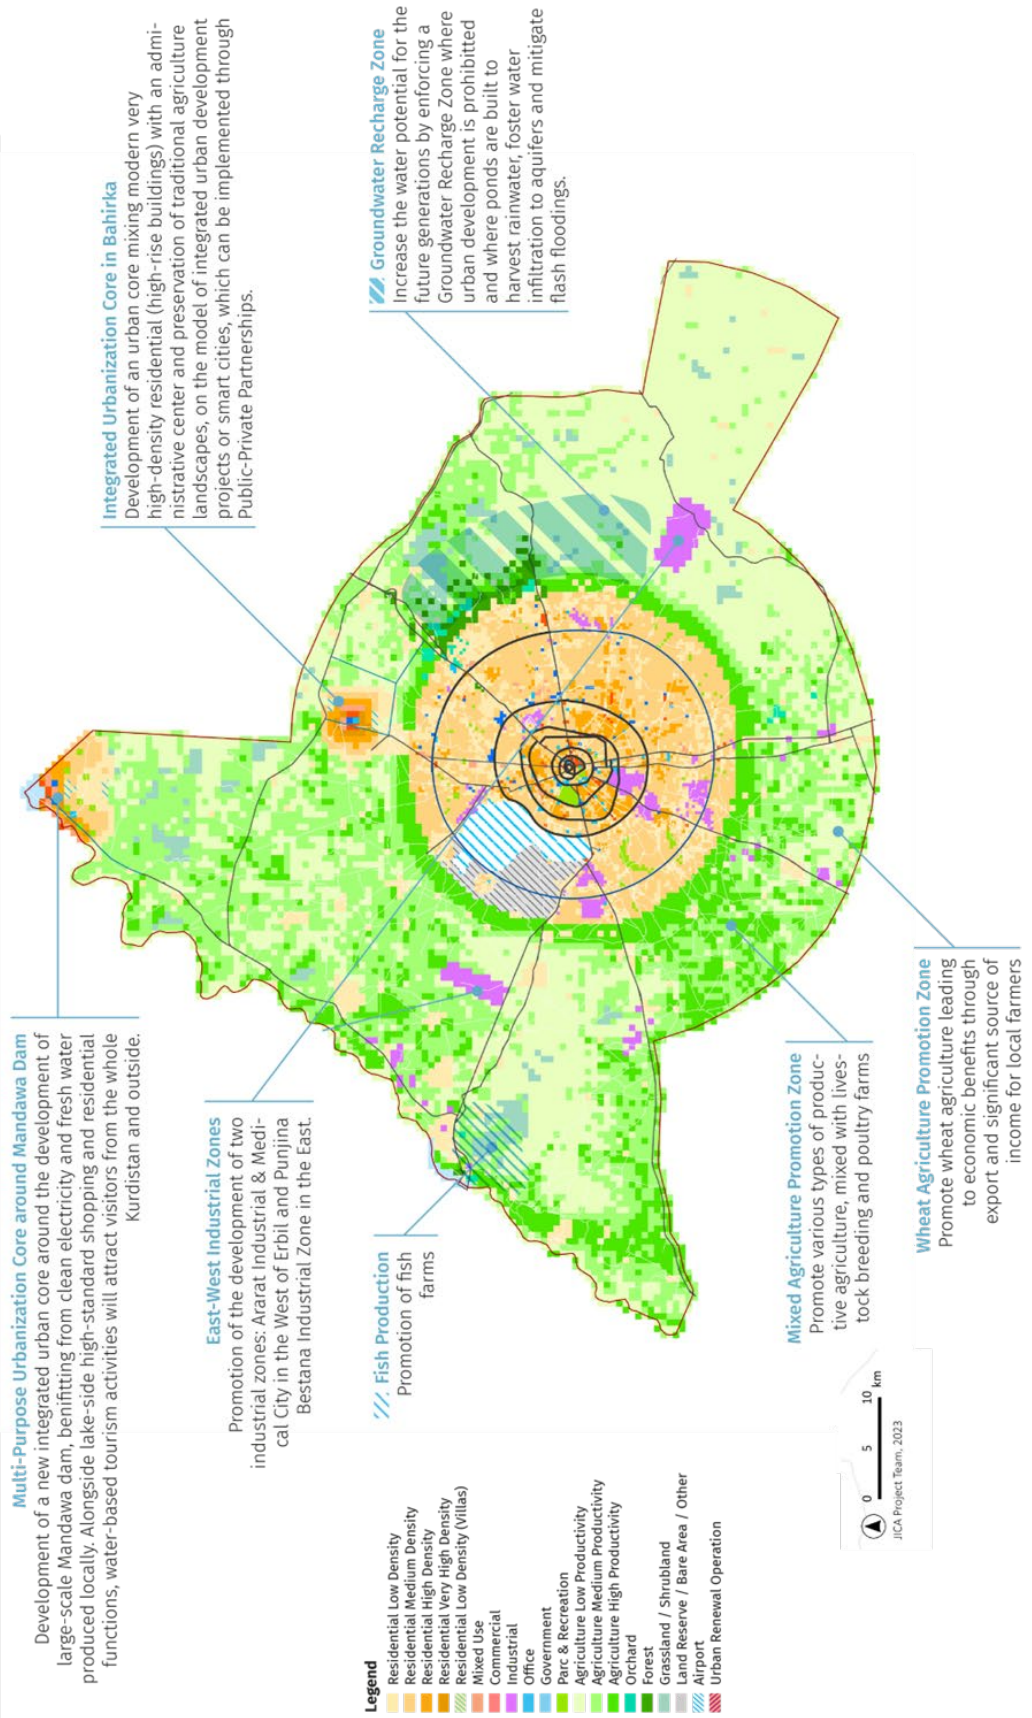 Multi-Purpose Urbanization Core around Mandawa Dam
Development of a new integrated urban core around the development of
large-scale Mandawa dam, benifitting from clean electricity and fresh water
produced locally. Alongside lake-side high-standard shopping and residential
functions, water-based tourism activities will attract visitors from the whole
Kurdistan and outside.
Integrated Urbanization Core in Bahirka
Development of an urban core mixing modern very
high-density residential (high-rise buildings) with an admi-
nistrative center and preservation of traditional agriculture
landscapes, on the model of integrated urban development
projects or smart cities, which can be implemented through
Public-Private Partnerships.
East-West Industrial Zones
Promotion of the development of two
industrial zones: Ararat Industrial & Medi-
cal City in the West of Erbil and Punjina
Bestana Industrial Zone in the East.
Groundwater Recharge Zone
Increase the water potential for the
future generations by enforcing a
Groundwater Recharge Zone where
urban development is prohibitted
and where ponds are built to
harvest rainwater, foster water
infiltration to aquifers and mitigate
flash floodings.
Fish Production
Promotion of fish
farms
Legend
Residential Low Density
Residential Medium Density
Residential High Density
Residential Very High Density
Residential Low Density (Villas)
Mixed Use
Commercial
Industrial
Office
Government
Parc & Recreation
Agriculture Low Productivity
Agriculture Medium Productivity
Agriculture High Productivity
Orchard
Forest
Grassland / Shrubland
Land Reserve / Bare Area / Other
Airport
Urban Renewal Operation
Mixed Agriculture Promotion Zone
Promote various types of produc-
tive agriculture, mixed with lives-
tock breeding and poultry farms
Wheat Agriculture Promotion Zone
Promote wheat agriculture leading
to economic benefits through
export and significant source of
income for local farmers
0 5 10 km
JICA Project Team, 2023